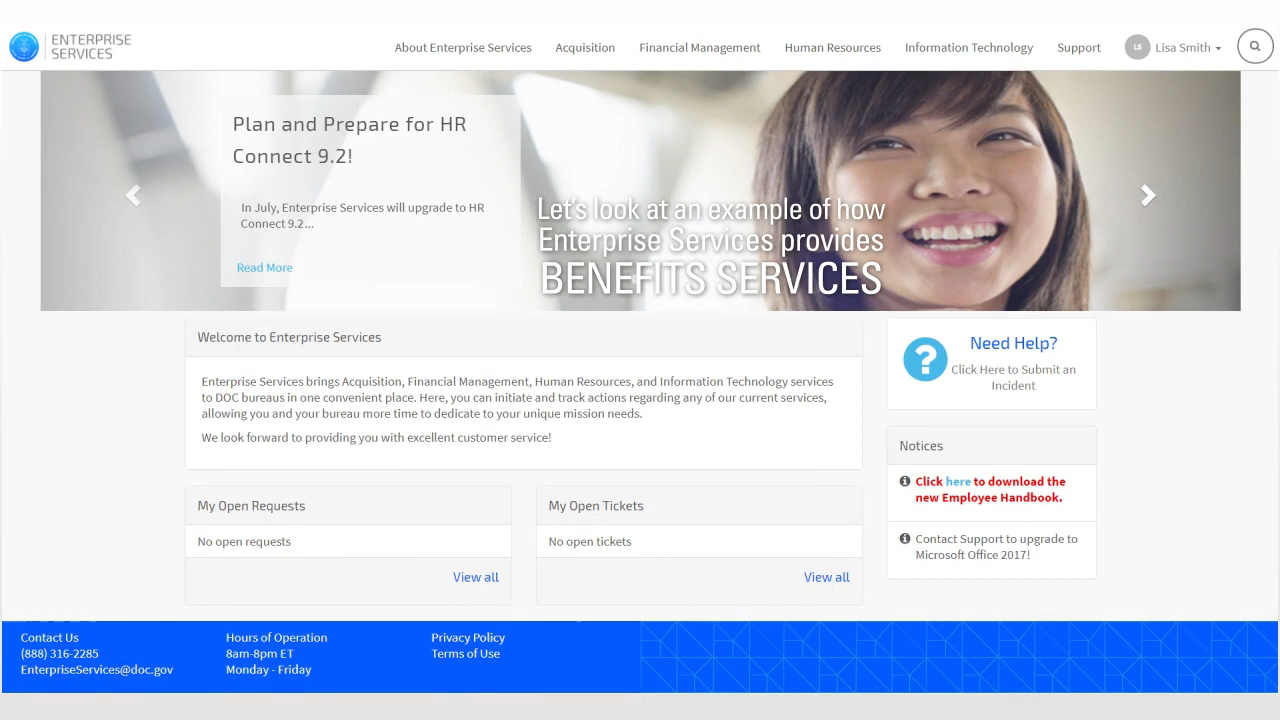 ENTERPRISE
SERVICES
About Enterprise Services
Acquisition
Financial Management
Human Resources
Information Technology
Support
LS
Lisa Smith
Plan and Prepare for HR
Connect 9.2!
In July, Enterprise Services will upgrade to HR
Connect 9.2...
Read More
Let's look at an example of how
Enterprise Services provides
BENEFITS SERVICES
Welcome to Enterprise Services
Enterprise Services brings Acquisition, Financial Management, Human Resources, and Information Technology services
to DOC bureaus in one convenient place. Here, you can initiate and track actions regarding any of our current services,
allowing you and your bureau more time to dedicate to your unique mission needs.
We look forward to providing you with excellent customer service!
Need Help?
Click Here to Submit an
Incident
My Open Requests
No open requests
View all
My Open Tickets
No open tickets
View all
Notices
Click here to download the
new Employee Handbook.
Contact Support to upgrade to
Microsoft Office 2017!
Contact Us
(888) 316-2285
EnterpriseServices@doc.gov
Hours of Operation
8am-8pm ET
Monday - Friday
Privacy Policy
Terms of Use